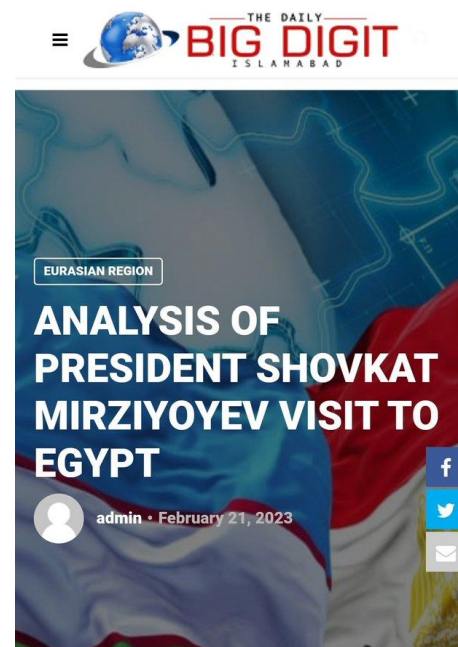 THE DAILY
BIG DIGIT
ISLAMABAD
EURASIAN REGION
ANALYSIS OF
PRESIDENT SHOVKAT
MIRZIYOYEV VISIT TO
EGYPT
admin • February 21, 2023